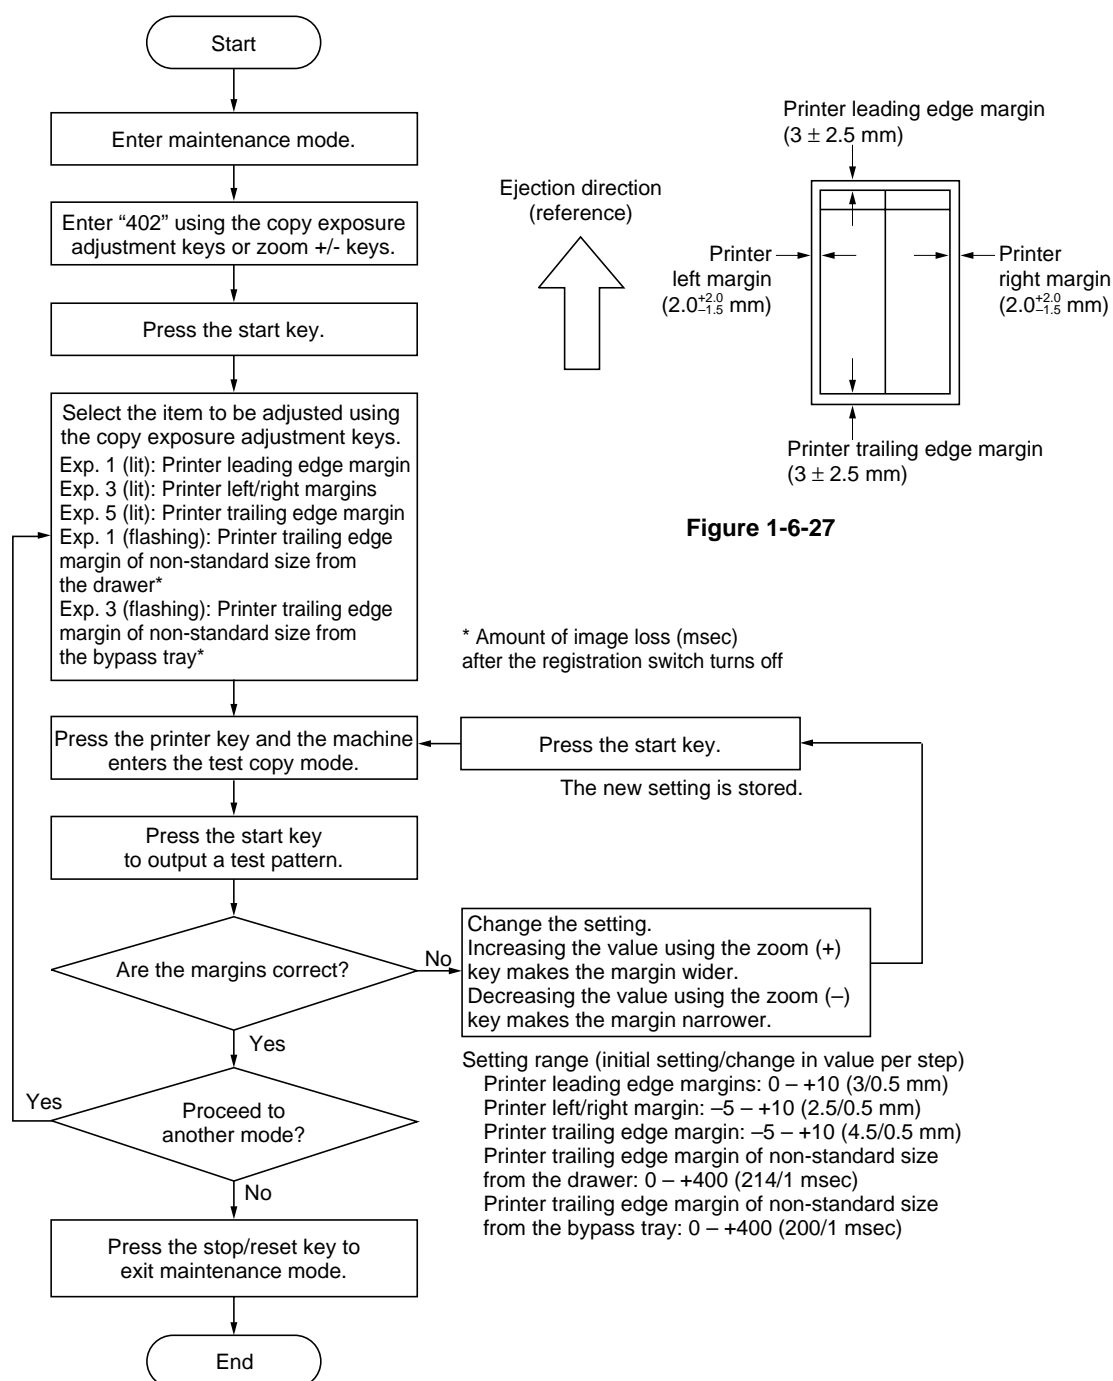 Start
Enter maintenance mode.
Enter “402” using the copy exposure
adjustment keys or zoom +/- keys.
Press the start key.
Select the item to be adjusted using
the copy exposure adjustment keys.
Exp. 1 (lit): Printer leading edge margin
Exp. 3 (lit): Printer left/right margins
Exp. 5 (lit): Printer trailing edge margin
Exp. 1 (flashing): Printer trailing edge
margin of non-standard size from
the drawer*
Exp. 3 (flashing): Printer trailing edge
margin of non-standard size from
the bypass tray*
Press the printer key and the machine
enters the test copy mode.
Press the start key
to output a test pattern.
Are the margins correct?
No
Yes
Proceed to
another mode?
Yes
No
Press the stop/reset key to
exit maintenance mode.
End
Ejection direction
(reference)
Printer leading edge margin
(3 ± 2.5 mm)
Printer
left margin
(2.0+2.0–1.5 mm)
Printer
right margin
(2.0+2.0–1.5 mm)
Printer trailing edge margin
(3 ± 2.5 mm)
Figure 1-6-27
* Amount of image loss (msec)
after the registration switch turns off
Press the start key.
The new setting is stored.
Change the setting.
Increasing the value using the zoom (+)
key makes the margin wider.
Decreasing the value using the zoom (–)
key makes the margin narrower.
Setting range (initial setting/change in value per step)
Printer leading edge margins: 0 – +10 (3/0.5 mm)
Printer left/right margin: –5 – +10 (2.5/0.5 mm)
Printer trailing edge margin: –5 – +10 (4.5/0.5 mm)
Printer trailing edge margin of non-standard size
from the drawer: 0 – +400 (214/1 msec)
Printer trailing edge margin of non-standard size
from the bypass tray: 0 – +400 (200/1 msec)